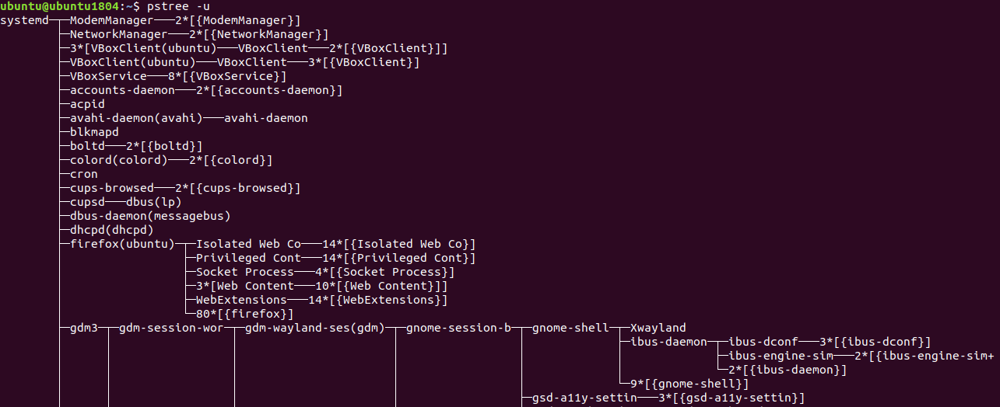 ubuntu@ubuntu1804:~$ pstree -u
systemd─┬─ModemManager───2*[{ModemManager}]
        ├─NetworkManager───2*[{NetworkManager}]
        ├─3*[VBoxClient(ubuntu)───VBoxClient───2*[{VBoxClient}]]
        ├─VBoxClient(ubuntu)───VBoxClient───3*[{VBoxClient}]
        ├─VBoxService───8*[{VBoxService}]
        ├─accounts-daemon───2*[{accounts-daemon}]
        ├─acpid
        ├─avahi-daemon(avahi)───avahi-daemon
        ├─blkmapd
        ├─boltd───2*[{boltd}]
        ├─colord(colord)───2*[{colord}]
        ├─cron
        ├─cups-browsed───2*[{cups-browsed}]
        ├─cupsd───dbus(lp)
        ├─dbus-daemon(messagebus)
        ├─dhcpd(dhcpd)
        ├─firefox(ubuntu)─┬─Isolated Web Co───14*[{Isolated Web Co}]
        │                 ├─Privileged Cont───14*[{Privileged Cont}]
        │                 ├─Socket Process───4*[{Socket Process}]
        │                 ├─3*[Web Content───10*[{Web Content}]]
        │                 ├─WebExtensions───14*[{WebExtensions}]
        │                 └─80*[{firefox}]
        ├─gdm3─┬─gdm-session-wor─┬─gdm-wayland-ses(gdm)─┬─gnome-session-b─┬─gnome-shell─┬─Xwayland
        │      │                 │                      │                 │             ├─ibus-daemon─┬─ibus-dconf───3*[{ibus-dconf}]
        │      │                 │                      │                 │             │             ├─ibus-engine-sim───2*[{ibus-engine-sim+
        │      │                 │                      │                 │             │             └─2*[{ibus-daemon}]
        │      │                 │                      │                 │             └─9*[{gnome-shell}]
        │      │                 │                      │                 ├─gsd-a11y-settin───3*[{gsd-a11y-settin}]